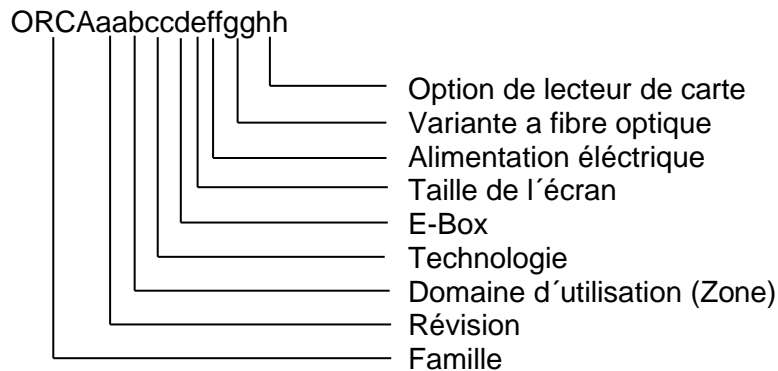 ORCAaabccdeffgghh
Option de lecteur de carte
Variante a fibre optique
Alimentation éléctrique
Taille de l´écran
E-Box
Technologie
Domaine d´utilisation (Zone)
Révision
Famille